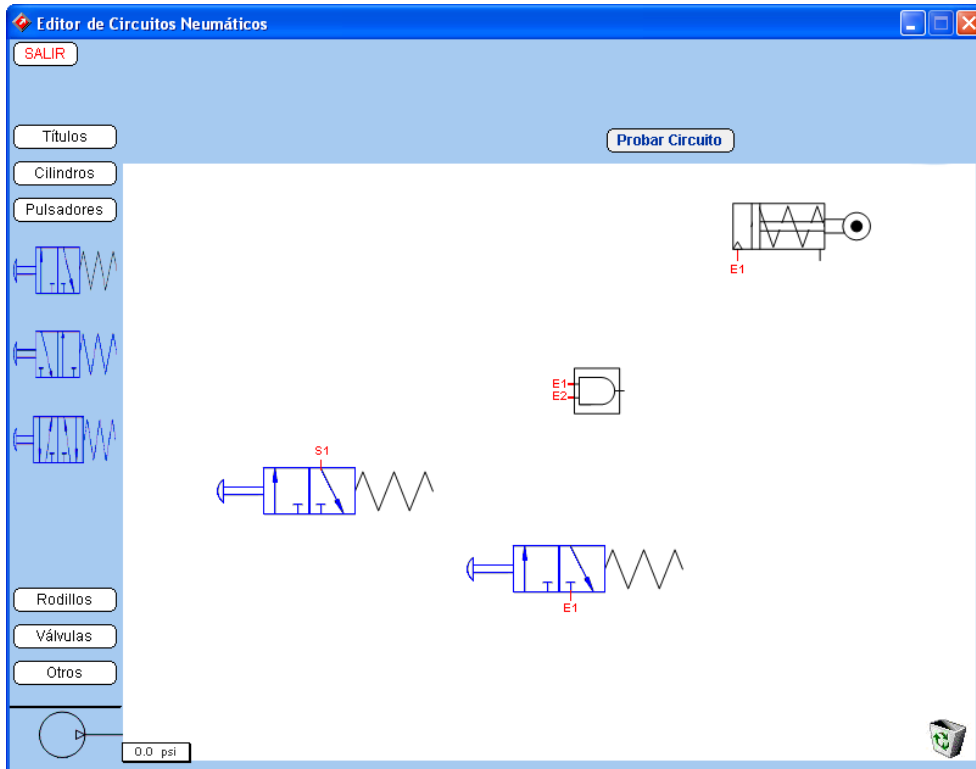 Editor de Circuitos Neumáticos
SALIR
Títulos
Probar Circuito
Cilindros
Pulsadores
E1
E1
E2
S1
E1
Rodillos
Válvulas
Otros
0.0 psi